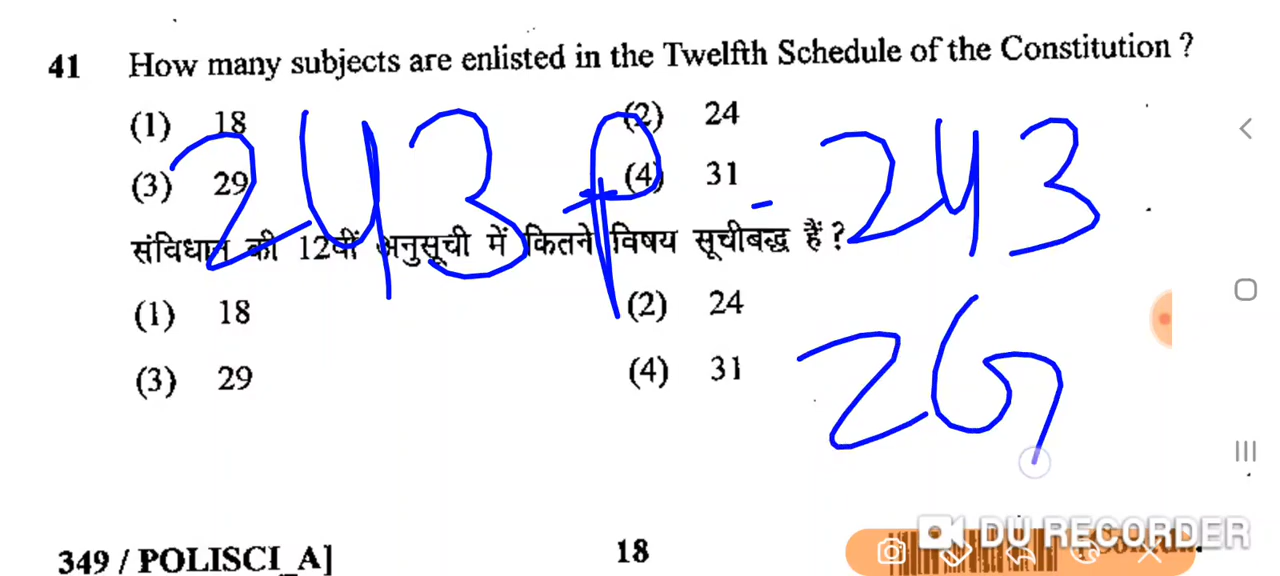 41 How many subjects are enlisted in the Twelfth Schedule of the Constitution ?
(1) 18 (2) 24
(3) 29 (4) 31
243 P - 243
संविधान की 12वीं अनुसूची में कितने विषय सूचीबद्ध हैं ?
(1) 18 (2) 24
(3) 29 (4) 31
DU RECORDER
349 / POLISCI_A] 18